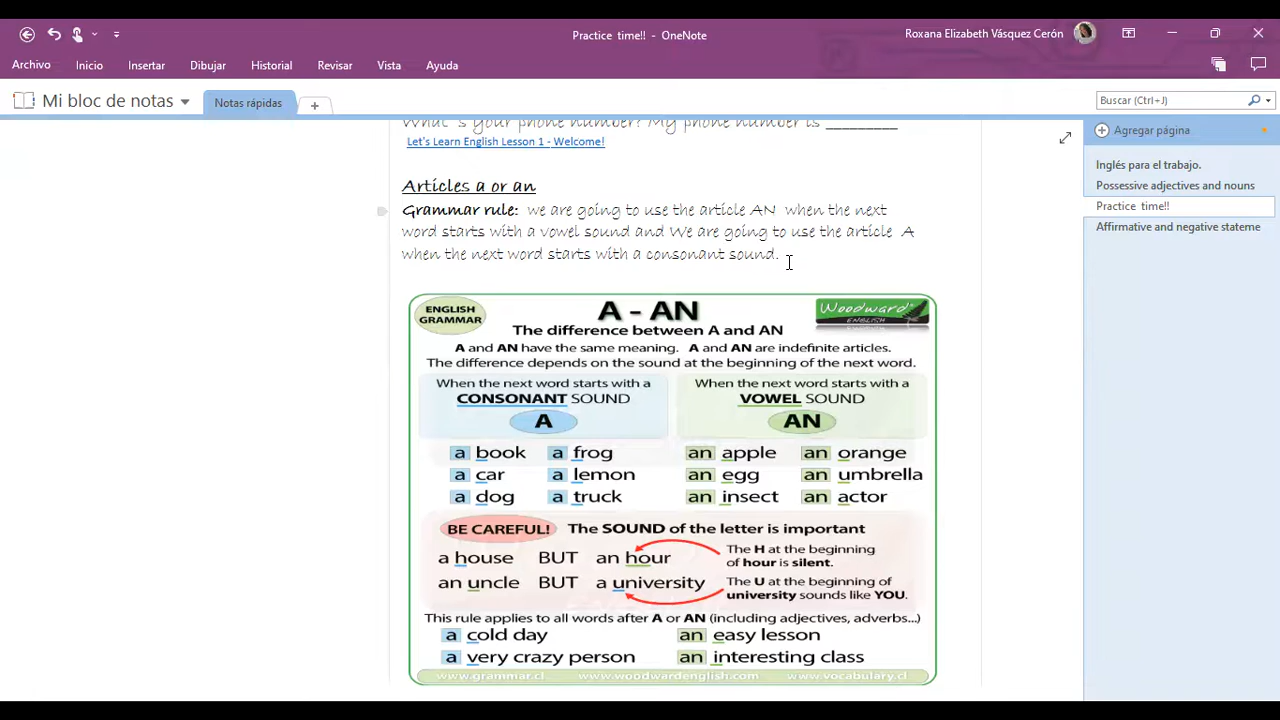 Practice time!! - OneNote
Roxana Elizabeth Vásquez Cerón
Archivo Inicio Insertar Dibujar Historial Revisar Vista Ayuda
Mi bloc de notas
Notas rápidas
Buscar (Ctrl+J)
Agregar página
Inglés para el trabajo.
Possessive adjectives and nouns
Practice time!!
Affirmative and negative stateme
What 's your phone number? My phone number is _________
Let's Learn English Lesson 1 - Welcome!
Articles a or an
Grammar rule: we are going to use the article AN when the next
word starts with a vowel sound and We are going to use the article A
when the next word starts with a consonant sound.
ENGLISH
GRAMMAR
A - AN
Woodward
ENGLISH
The difference between A and AN
A and AN have the same meaning. A and AN are indefinite articles.
The difference depends on the sound at the beginning of the next word.
When the next word starts with a
CONSONANT SOUND
A
When the next word starts with a
VOWEL SOUND
AN
a book a frog an apple an orange
a car a lemon an egg an umbrella
a dog a truck an insect an actor
BE CAREFUL! The SOUND of the letter is important
a house BUT an hour
The H at the beginning
of hour is silent.
an uncle BUT a university
The U at the beginning of
university sounds like YOU.
This rule applies to all words after A or AN (including adjectives, adverbs...)
a cold day an easy lesson
a very crazy person an interesting class
www.grammar.cl www.woodwardenglish.com www.vocabulary.cl